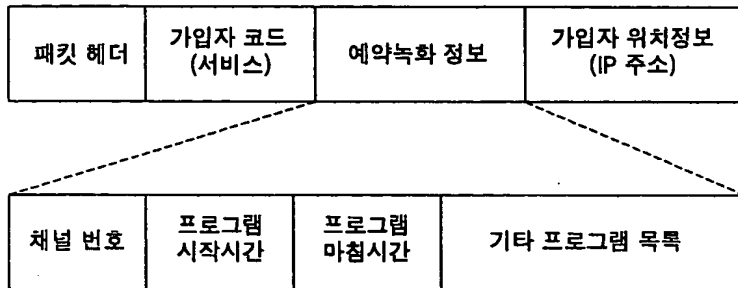 패킷 헤더
가입자 코드
(서비스)
예약녹화 정보
가입자 위치정보
(IP 주소)
채널 번호
프로그램
시작시간
프로그램
마침시간
기타 프로그램 목록